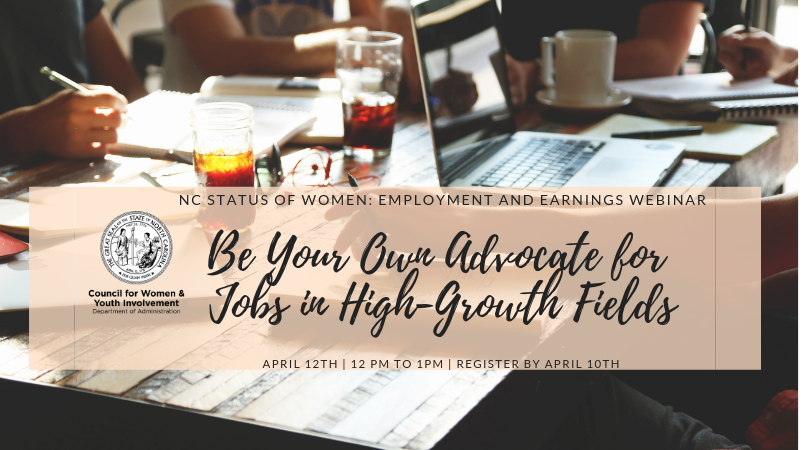 NC STATUS OF WOMEN: EMPLOYMENT AND EARNINGS WEBINAR
Be Your Own Advocate for
Jobs in High-Growth Fields
THE GREAT SEAL OF THE STATE OF NORTH CAROLINA
Council for Women &
Youth Involvement
Department of Administration
APRIL 12TH | 12 PM TO 1PM | REGISTER BY APRIL 10TH